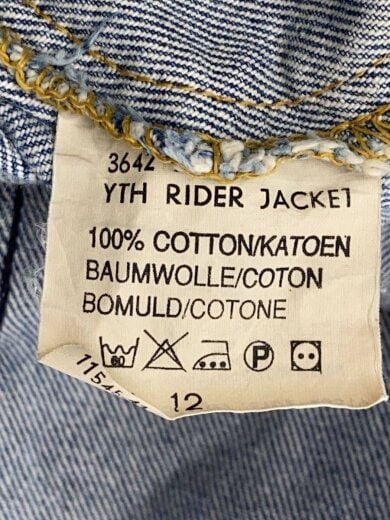 3642
YTH RIDER JACKET
100% COTTON/KATOEN
BAUMWOLLE/COTON
BOMULD/COTONE
60 P
12